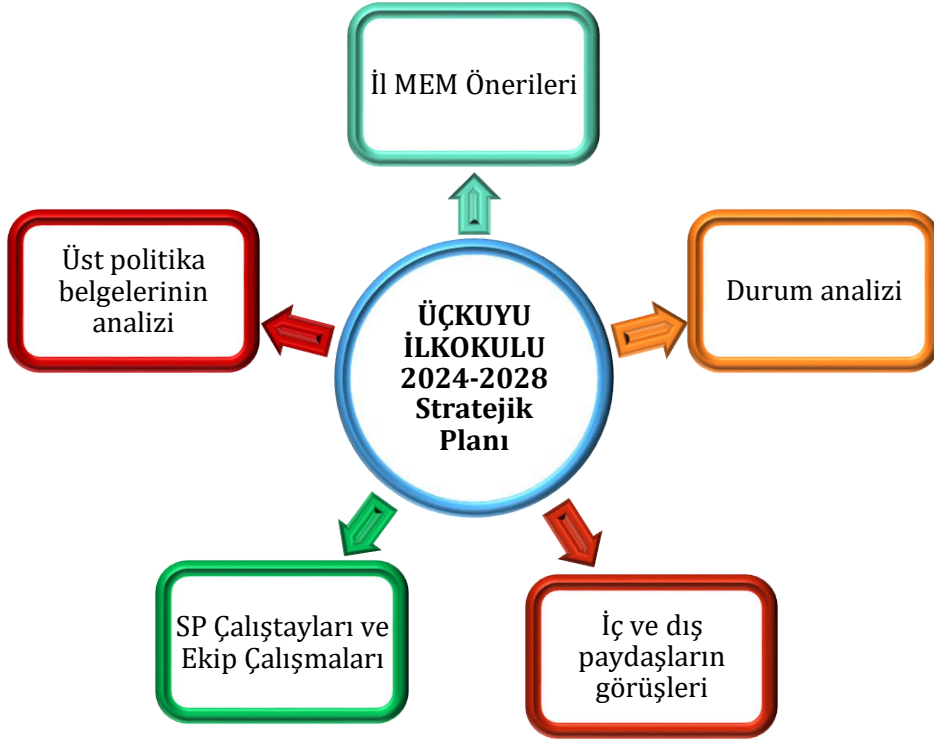 İl MEM Önerileri
Üst politika
belgelerinin
analizi
Durum analizi
ÜÇKUYU
İLKOKULU
2024-2028
Stratejik
Planı
SP Çalıştayları ve
Ekip Çalışmaları
İç ve dış
paydaşların
görüşleri